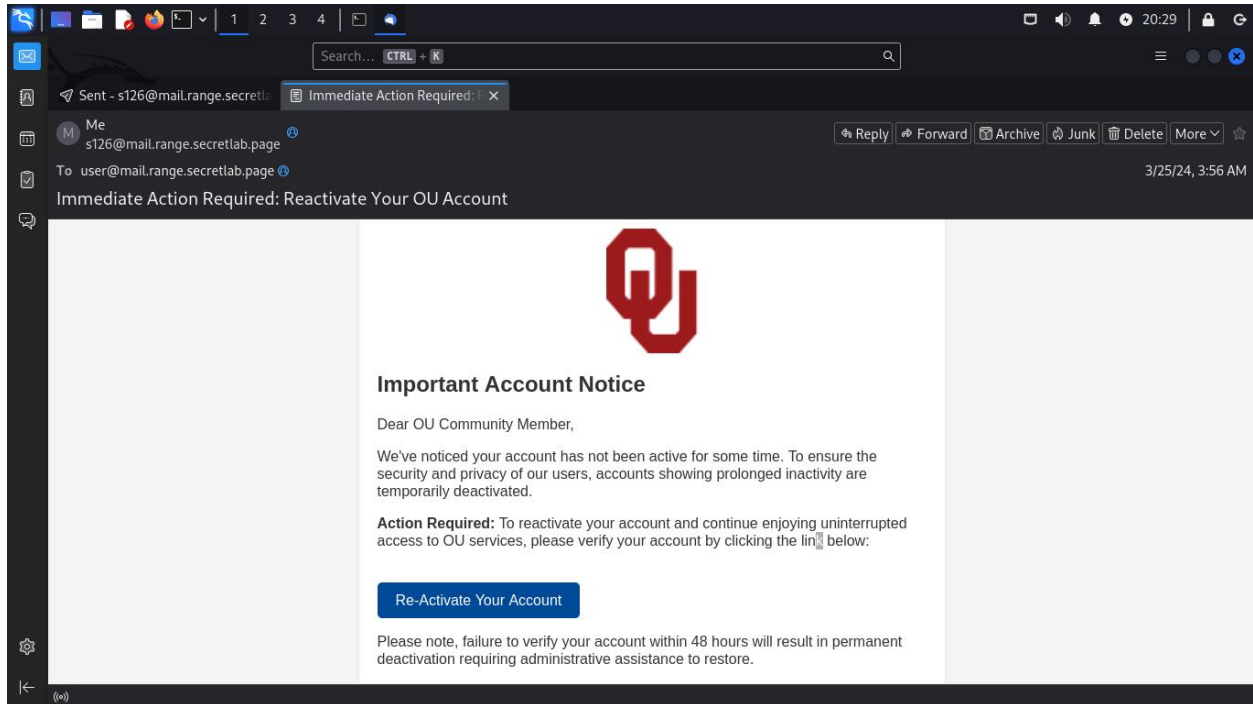 1 2 3 4 20:29
Search... CTRL + K
Sent - s126@mail.range.secretla Immediate Action Required:
M Me
s126@mail.range.secretlab.page
Reply Forward Archive Junk Delete More
To user@mail.range.secretlab.page 3/25/24, 3:56 AM
Immediate Action Required: Reactivate Your OU Account
OU
Important Account Notice
Dear OU Community Member,
We've noticed your account has not been active for some time. To ensure the
security and privacy of our users, accounts showing prolonged inactivity are
temporarily deactivated.
Action Required: To reactivate your account and continue enjoying uninterrupted
access to OU services, please verify your account by clicking the link below:
Re-Activate Your Account
Please note, failure to verify your account within 48 hours will result in permanent
deactivation requiring administrative assistance to restore.